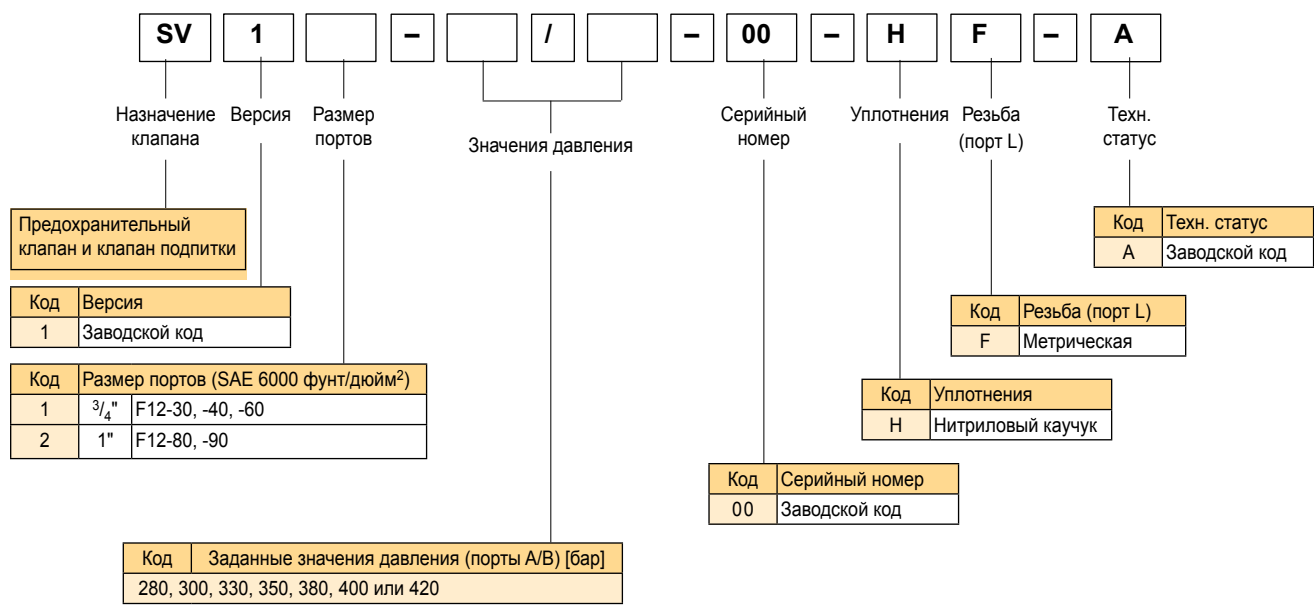 SV 1 – / – 00 – H F – A
Назначение клапана
Версия
Размер портов
Значения давления
Серийный номер
Уплотнения
Резьба (порт L)
Техн. статус
Предохранительный
клапан и клапан подпитки
Код Версия
1 Заводской код
Код Размер портов (SAE 6000 фунт/дюйм²)
1 3/4" F12-30, -40, -60
2 1" F12-80, -90
Код Техн. статус
A Заводской код
Код Резьба (порт L)
F Метрическая
Код Уплотнения
H Нитриловый каучук
Код Серийный номер
00 Заводской код
Код Заданные значения давления (порты A/B) [бар]
280, 300, 330, 350, 380, 400 или 420